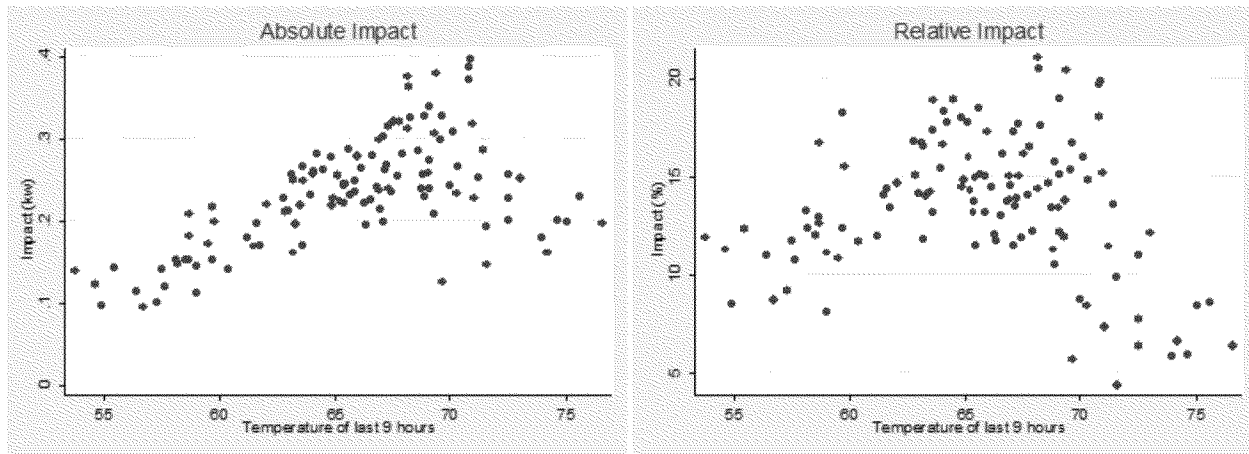 Absolute Impact
Impact (kw)
.4
.3
.2
.1
0
55 60 65 70 75
Temperature of last 9 hours
Relative Impact
Impact (%)
20
15
10
5
55 60 65 70 75
Temperature of last 9 hours